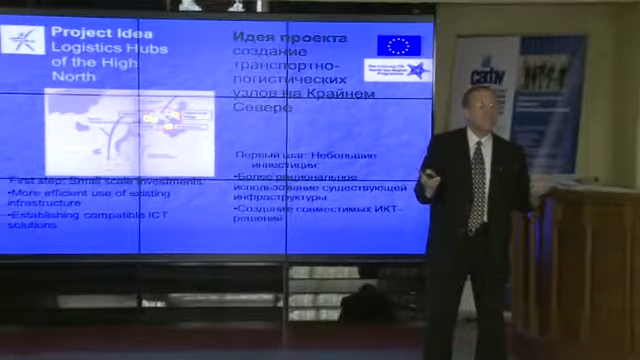 Project Idea
Logistics Hubs
of the High
North
Идея проекта
создание
транспортно-
логистических
узлов на Крайнем
Севере
First step: Small scale investments
•More efficient use of existing
infrastructure
•Establishing compatible ICT
solutions
Первый шаг: Небольшие
инвестиции:
•Более рациональное
использование существующей
инфраструктуры
•Создание совместимых ИКТ-
решений